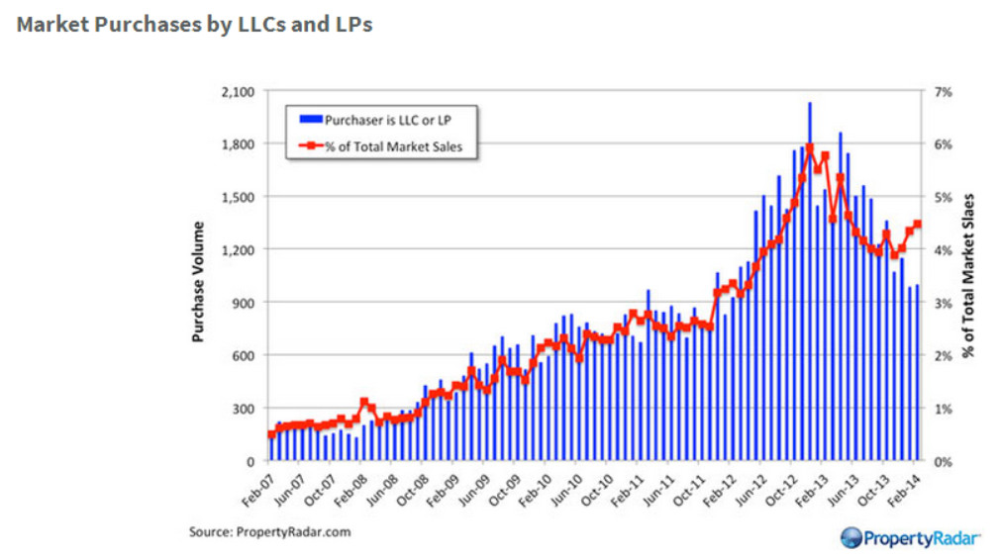 Market Purchases by LLCs and LPs
2,100
1,800
1,500
1,200
900
600
300
0
Purchase Volume
Purchaser is LLC or LP
% of Total Market Sales
7%
6%
5%
4%
3%
2%
1%
0%
% of Total Market Slaes
Feb-07
Jun-07
Oct-07
Feb-08
Jun-08
Oct-08
Feb-09
Jun-09
Oct-09
Feb-10
Jun-10
Oct-10
Feb-11
Jun-11
Oct-11
Feb-12
Jun-12
Oct-12
Feb-13
Jun-13
Oct-13
Feb-14
Source: PropertyRadar.com
PropertyRadar